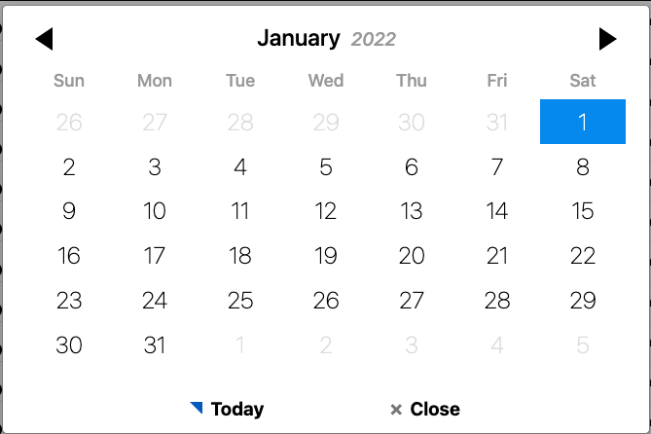 January 2022
Sun Mon Tue Wed Thu Fri Sat
26 27 28 29 30 31 1
2 3 4 5 6 7 8
9 10 11 12 13 14 15
16 17 18 19 20 21 22
23 24 25 26 27 28 29
30 31 1 2 3 4 5
Today × Close